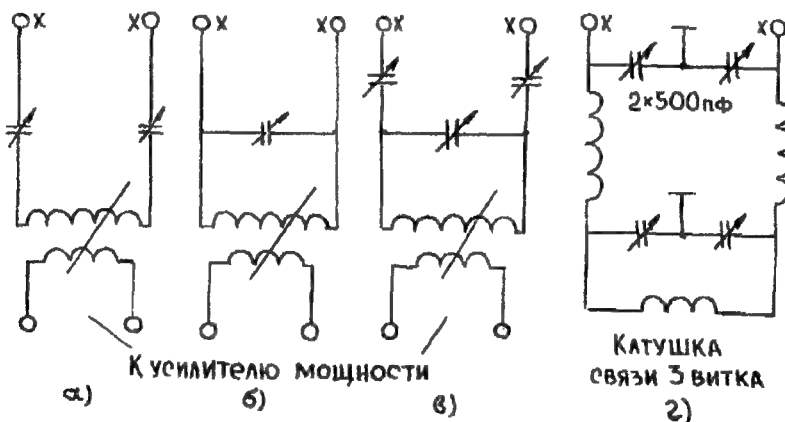 х х х х х х х х
2×500пф
К усилителю мощности
Катушка
связи 3 витка
а) б) в) г)